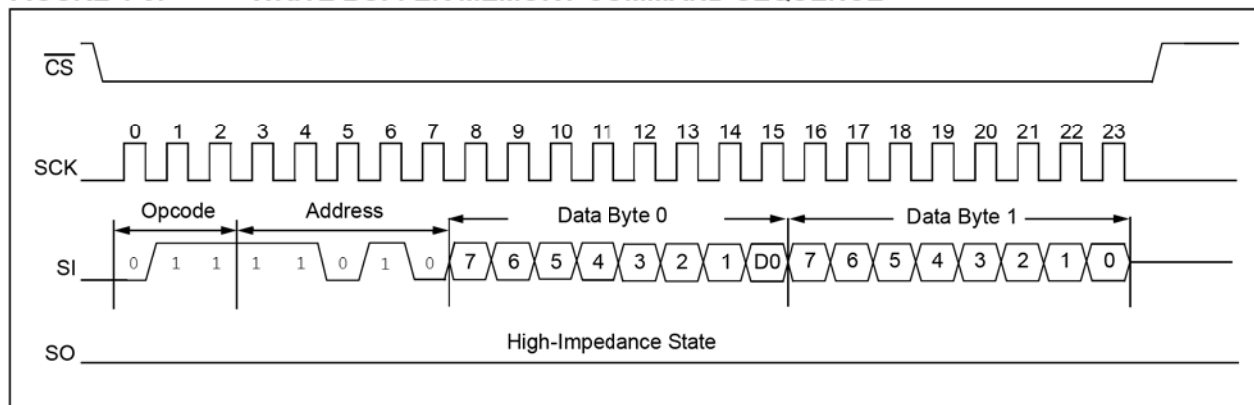 CS
0 1 2 3 4 5 6 7 8 9 10 11 12 13 14 15 16 17 18 19 20 21 22 23
SCK
Opcode Address Data Byte 0 Data Byte 1
SI 0 1 1 1 1 0 1 0 7 6 5 4 3 2 1 D0 7 6 5 4 3 2 1 0
High-Impedance State
SO